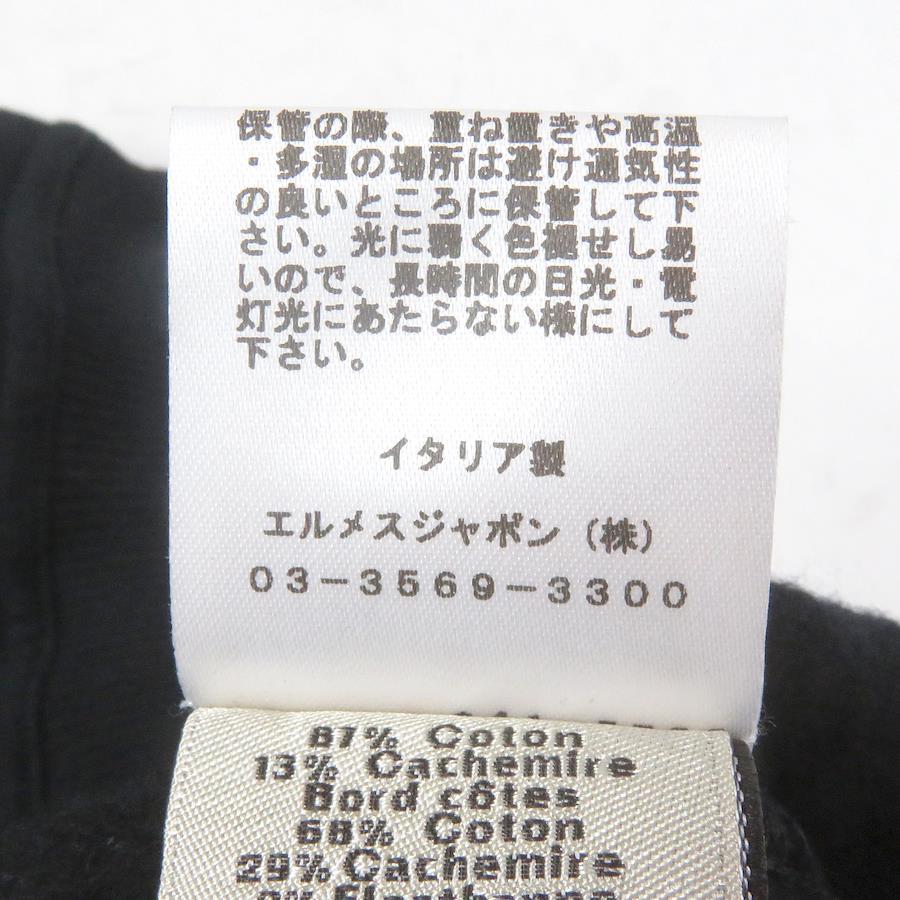 保管の際、重ね置きや高温
・多湿の場所は避け通気性
の良いところに保管して下
さい。光に弱く色褪せし易
いので、長時間の日光・電
灯光にあたらない様にして
下さい。
イタリア製
エルメスジャポン（株）
０３－３５６９－３３００
87% Coton
13% Cachemire
Bord côtes
68% Coton
29% Cachemire
Elasthanne